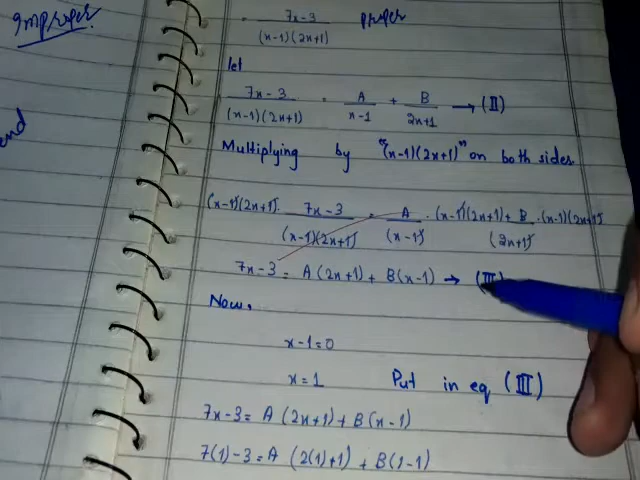 Improper
end
= 7x-3 / (x-1)(2x+1) proper
let
7x-3 / (x-1)(2x+1) = A / x-1 + B / 2x+1 → (II)
Multiplying by "(x-1)(2x+1)" on both sides
(x-1)(2x+1) · 7x-3 / (x-1)(2x+1) = A / (x-1) · (x-1)(2x+1) + B / (2x+1) · (x-1)(2x+1)
7x-3 = A(2x+1) + B(x-1) → (III)
Now,
x-1=0
x=1 Put in eq (III)
7x-3 = A (2x+1) + B(x-1)
7(1)-3 = A (2(1)+1) + B(1-1)